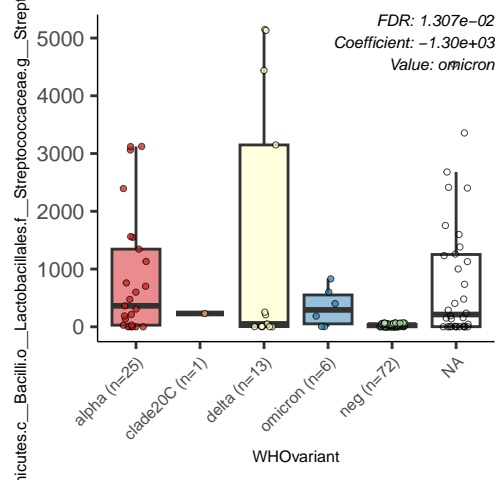 FDR: 1.307e−02
Coefficient: −1.30e+03
Value: omicron
5000
4000
3000
2000
1000
0
nicutes.c__Bacilli.o__Lactobacillales.f__Streptococcaceae.g__Strept
alpha (n=25)
clade20C (n=1)
delta (n=13)
omicron (n=6)
neg (n=72)
NA
WHOvariant